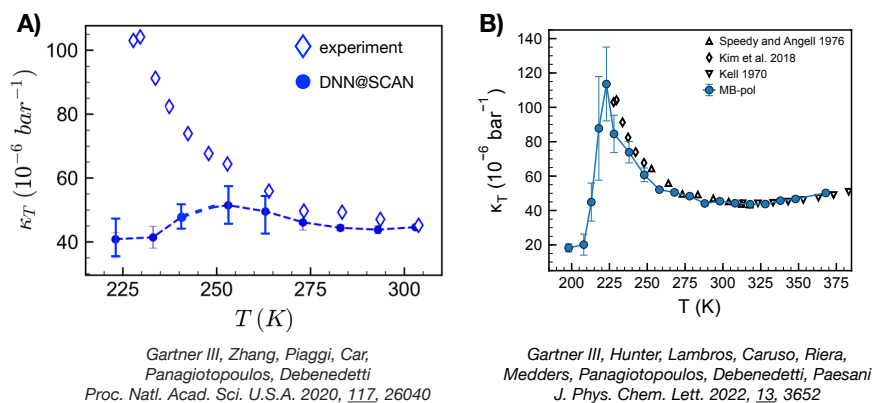 A)
κT (10⁻⁶ bar⁻¹)
100
80
60
40
experiment
DNN@SCAN
225
250
275
300
T (K)
Gartner III, Zhang, Piaggi, Car,
Panagiotopoulos, Debenedetti
Proc. Natl. Acad. Sci. U.S.A. 2020, 117, 26040
B)
κT (10⁻⁶ bar⁻¹)
140
120
100
80
60
40
20
Speedy and Angell 1976
Kim et al. 2018
Kell 1970
MB-pol
200
225
250
275
300
325
350
375
T (K)
Gartner III, Hunter, Lambros, Caruso, Riera,
Medders, Panagiotopoulos, Debenedetti, Paesani
J. Phys. Chem. Lett. 2022, 13, 3652